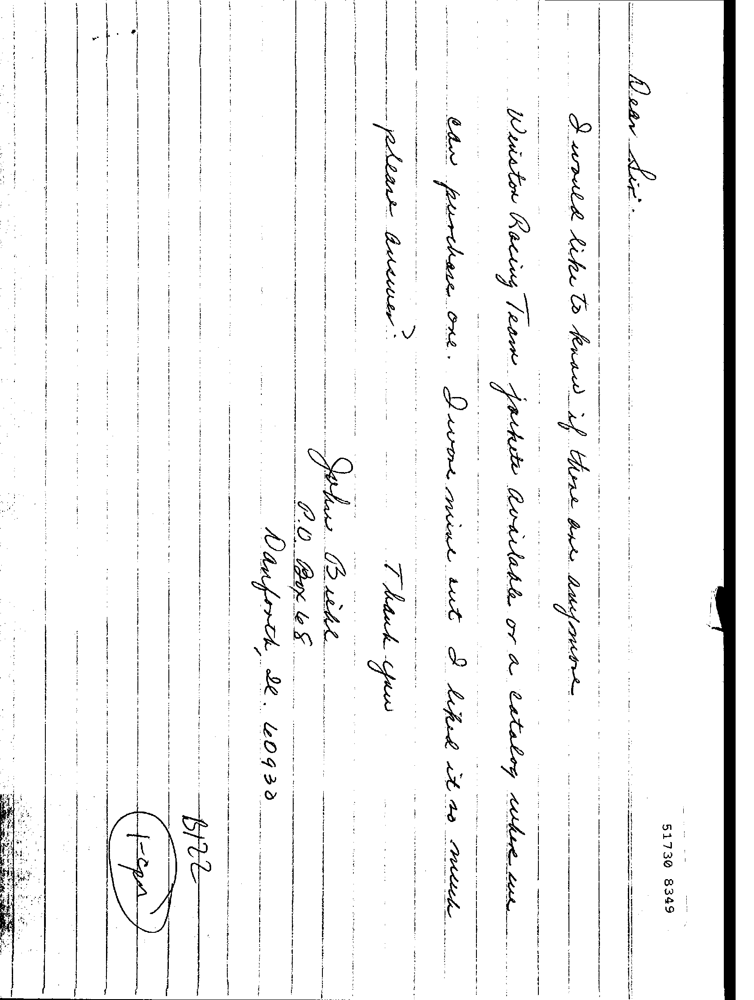 51730 8349
Dear Sir:
I would like to know if there are anymore
Winston Racing Team jackets available or a catalog where we
can purchase one. I wore mine out I liked it so much
please answer.
Thank you
John Biehl
P.O Box 68
Danforth, Il. 60930
B122
1-cpn